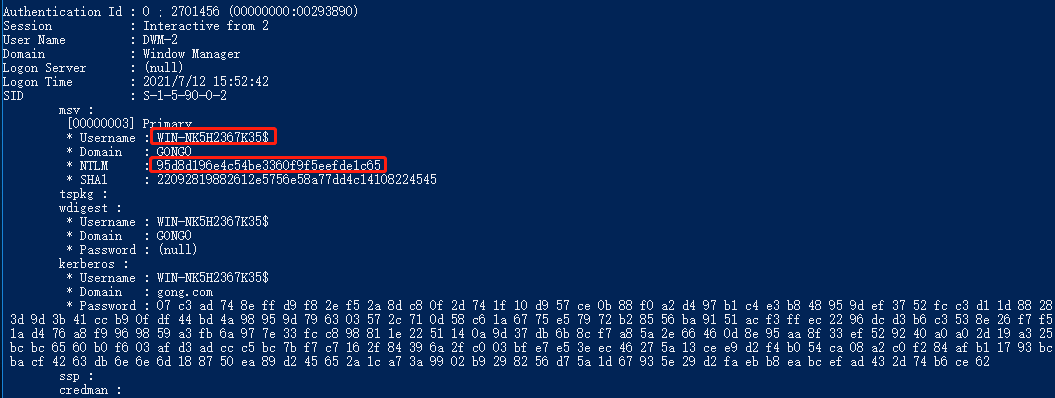 Authentication Id : 0 ; 2701456 (00000000:00293890)
Session           : Interactive from 2
User Name         : DWM-2
Domain            : Window Manager
Logon Server      : (null)
Logon Time        : 2021/7/12 15:52:42
SID               : S-1-5-90-0-2
msv :
[00000003] Primary
* Username : WIN-NK5H2367K35$
* Domain   : GONGO
* NTLM     : 95d8d196e4c54be3360f9f5eefde1c65
* SHA1     : 22092819882612e5756e58a77dd4c14108224545
tspkg :
wdigest :
* Username : WIN-NK5H2367K35$
* Domain   : GONGO
* Password : (null)
kerberos :
* Username : WIN-NK5H2367K35$
* Domain   : gong.com
* Password : 07 c3 ad 74 8e ff d9 f8 2e f5 2a 8d c8 0f 2d 74 1f 10 d9 57 ce 0b 88 f0 a2 d4 97 b1 c4 e3 b8 48 95 9d ef 37 52 fc c3 d1 1d 88 28
3d 9d 3b 41 cc b9 0f df 44 bd 4a 98 95 9d 79 63 03 57 2c 71 0d 58 c6 1a 67 75 e5 79 72 b2 85 56 ba 91 51 ac f3 ff ec 22 96 dc d3 b6 c3 53 8e 26 f7 f5
1a d4 76 a8 f9 96 98 59 a3 fb 6a 97 7e 33 fc c8 98 81 1e 22 51 14 0a 9d 37 db 6b 8c f7 a8 5a 2e 66 46 0d 8e 95 aa 8f 33 ef 52 92 40 a0 a0 2d 19 a3 25
bc bc 65 60 b0 f6 03 af d3 ad cc c5 bc 7b f7 c7 16 2f 84 39 6a 2f c0 03 bf e7 e5 3e ec 46 27 5a 13 ce e9 d2 f4 b0 54 ca 08 a2 c0 f2 84 af b1 17 93 bc
ba cf 42 63 db 6e 6e 6d 18 87 50 ea 89 d2 45 65 2a 1c a7 3a 99 02 b9 29 82 56 d7 5a 1d 67 93 5e 29 d2 fa eb b8 ea bc ef ad 43 2d 74 b6 ce 62
ssp :
credman :